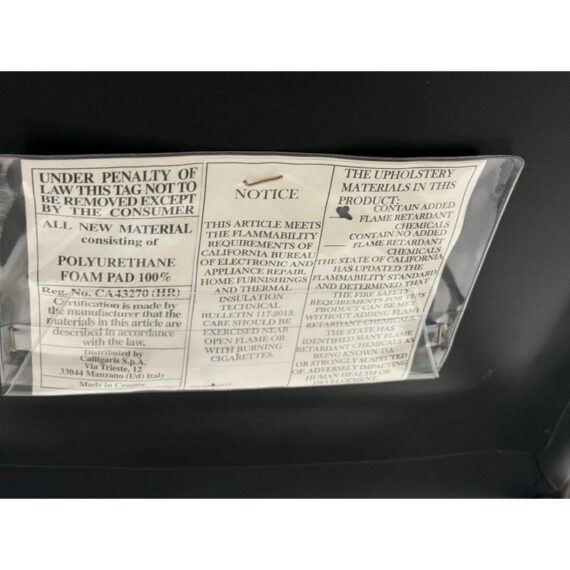 UNDER PENALTY OF
LAW THIS TAG NOT TO
BE REMOVED EXCEPT
BY THE CONSUMER
ALL NEW MATERIAL
consisting of
POLYURETHANE
FOAM PAD 100%
Reg. No. CA43270 (HR)
Certification is made by
the manufacturer that the
materials in this article are
described in accordance
with the law.
Distributed by
Calligaris S.p.A.
Via Trieste, 12
33044 Manzano (Ud) Italy
Made in Croatia
NOTICE
THIS ARTICLE MEETS
THE FLAMMABILITY
REQUIREMENTS OF
CALIFORNIA BUREAU
OF ELECTRONIC AND
APPLIANCE REPAIR,
HOME FURNISHINGS
AND THERMAL
INSULATION
TECHNICAL
BULLETIN 117-2013.
CARE SHOULD BE
EXERCISED NEAR
OPEN FLAME OR
WITH BURNING
CIGARETTES.
THE UPHOLSTERY
MATERIALS IN THIS
PRODUCT:
CONTAIN ADDED
FLAME RETARDANT
CHEMICALS
CONTAIN NO ADDED
FLAME RETARDANT
CHEMICALS
THE STATE OF CALIFORNIA
HAS UPDATED THE
FLAMMABILITY STANDARD
AND DETERMINED THAT
THE FIRE SAFETY
REQUIREMENTS FOR THIS
PRODUCT CAN BE MET
WITHOUT ADDING FLAME
RETARDANT CHEMICALS.
THE STATE HAS
IDENTIFIED MANY FLAME
RETARDANT CHEMICALS AS
BEING KNOWN TO,
OR STRONGLY SUSPECTED
OF, ADVERSELY IMPACTING
HUMAN HEALTH OR
DEVELOPMENT.